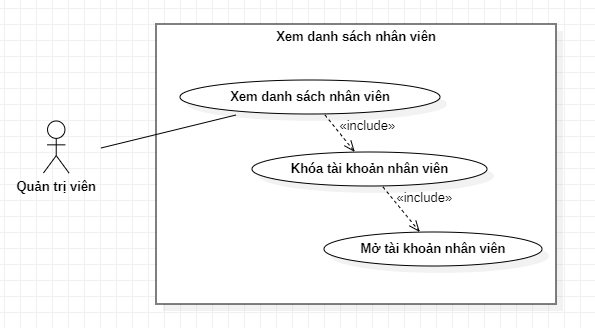 Xem danh sách nhân viên
Xem danh sách nhân viên
«include»
Khóa tài khoản nhân viên
Quản trị viên
«include»
Mở tài khoản nhân viên